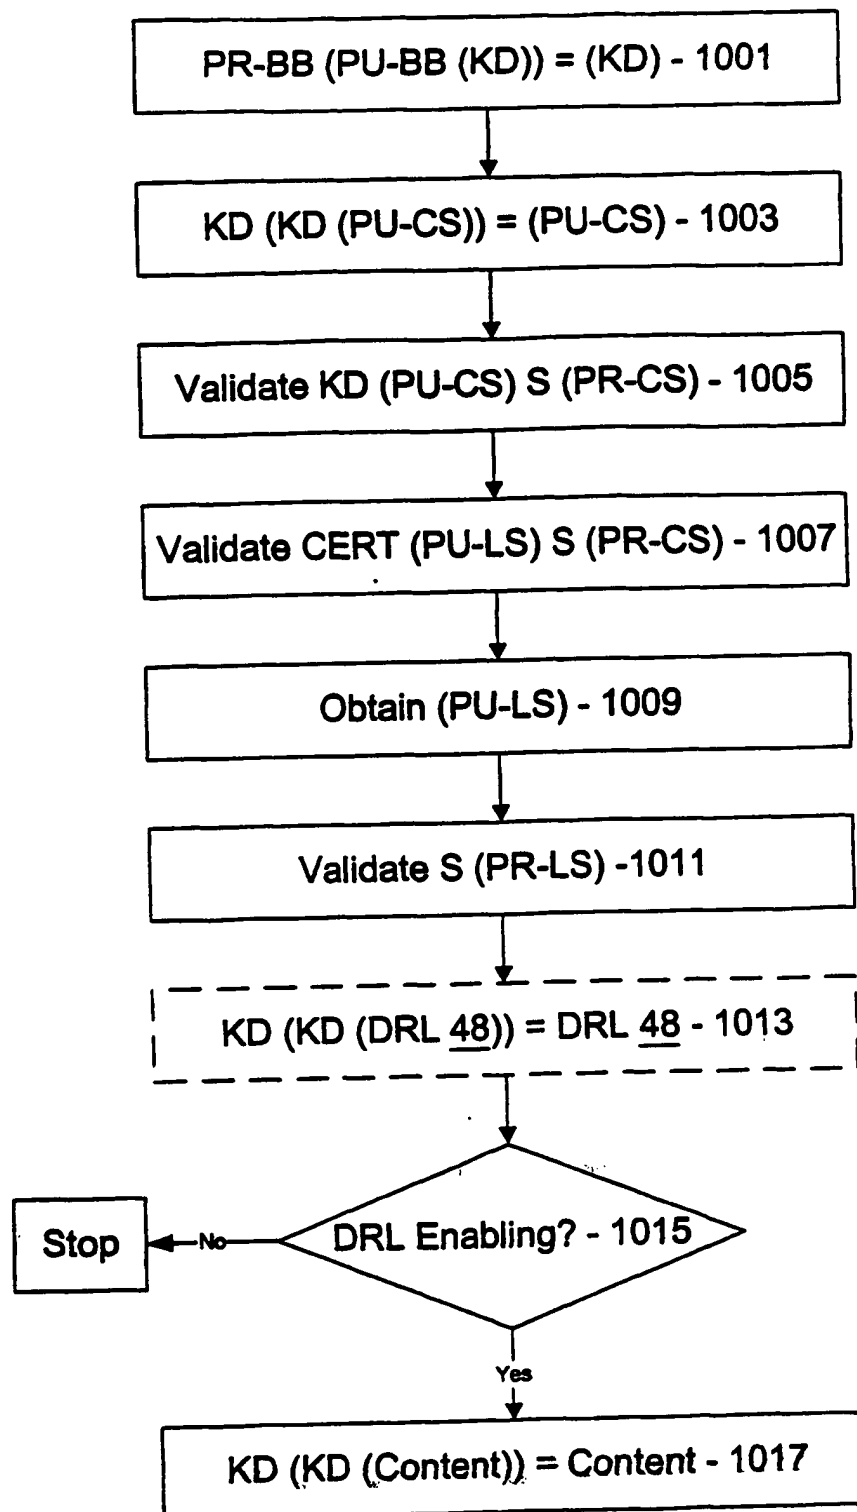 PR-BB (PU-BB (KD)) = (KD) - 1001
KD (KD (PU-CS)) = (PU-CS) - 1003
Validate KD (PU-CS) S (PR-CS) - 1005
Validate CERT (PU-LS) S (PR-CS) - 1007
Obtain (PU-LS) - 1009
Validate S (PR-LS) -1011
KD (KD (DRL 48)) = DRL 48 - 1013
DRL Enabling? - 1015
No
Stop
Yes
KD (KD (Content)) = Content - 1017